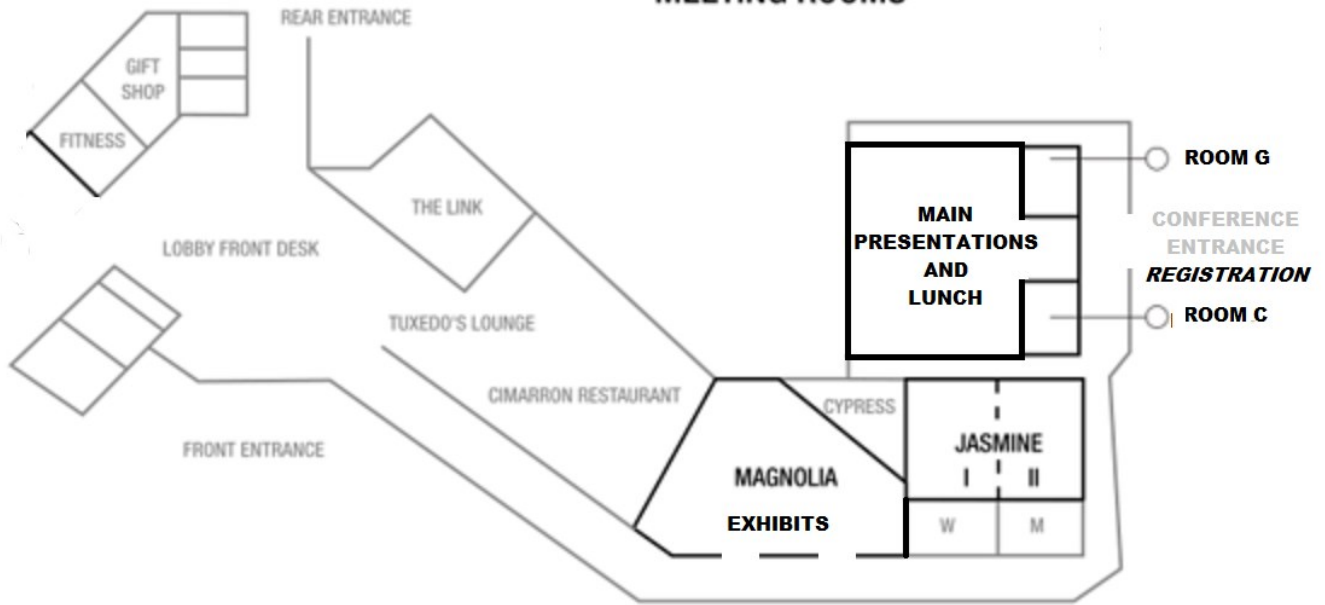 MEETING ROOMS
REAR ENTRANCE
GIFT
SHOP
FITNESS
THE LINK
LOBBY FRONT DESK
TUXEDO'S LOUNGE
CIMARRON RESTAURANT
FRONT ENTRANCE
MAIN
PRESENTATIONS
AND
LUNCH
ROOM G
CONFERENCE
ENTRANCE
REGISTRATION
ROOM C
CYPRESS
JASMINE
I II
MAGNOLIA
EXHIBITS
W M